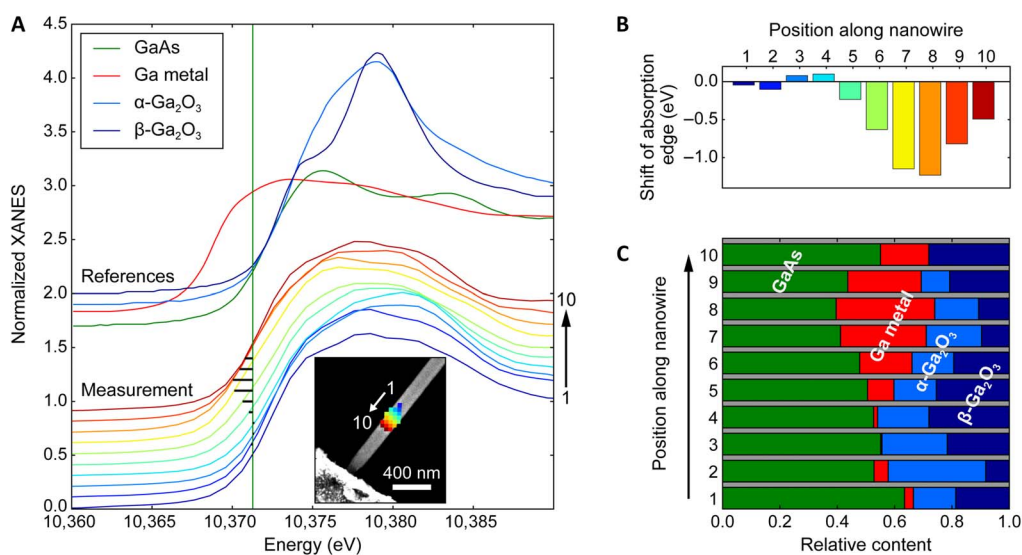 A
4.5
4.0
3.5
3.0
2.5
2.0
1.5
1.0
0.5
0.0
Normalized XANES
GaAs
Ga metal
α-Ga₂O₃
β-Ga₂O₃
References
Measurement
10
1
1
10
400 nm
10,360
10,365
10,370
10,375
10,380
10,385
Energy (eV)
B
Position along nanowire
1 2 3 4 5 6 7 8 9 10
0.0
−0.5
−1.0
Shift of absorption
edge (eV)
C
10
9
8
7
6
5
4
3
2
1
Position along nanowire
GaAs
Ga metal
α-Ga₂O₃
β-Ga₂O₃
0.0 0.2 0.4 0.6 0.8 1.0
Relative content